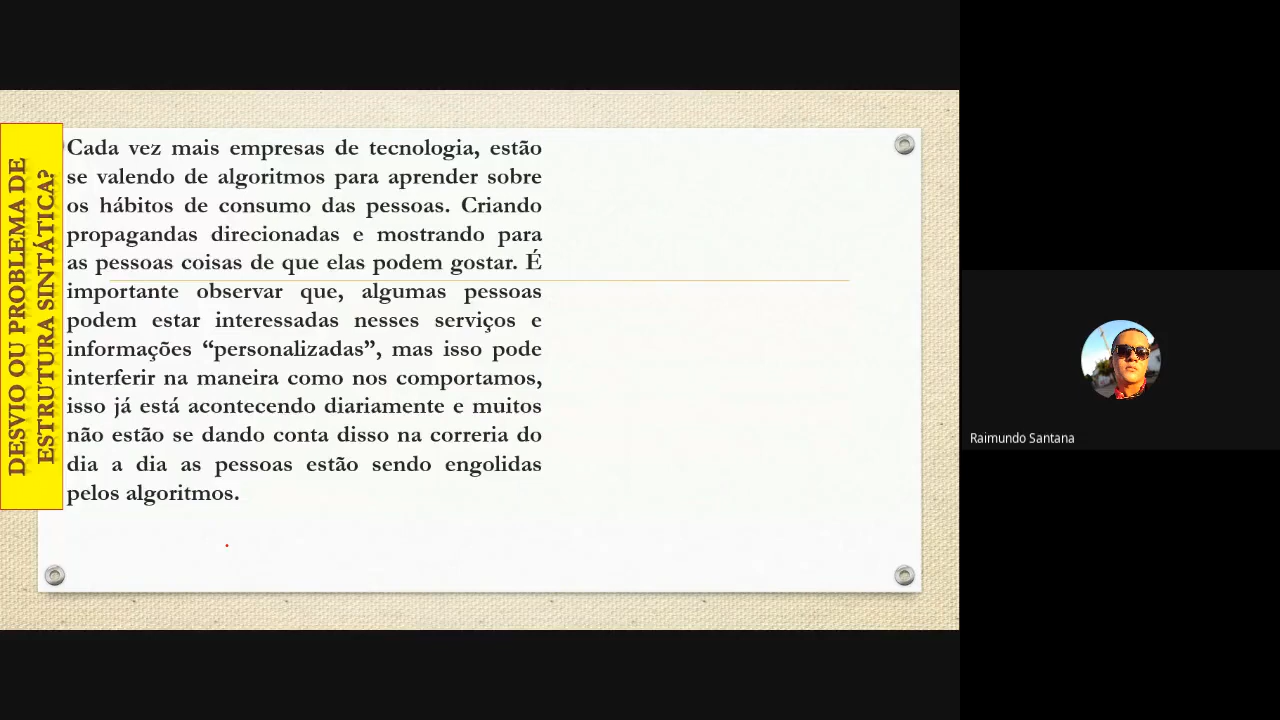 DESVIO OU PROBLEMA DE
ESTRUTURA SINTÁTICA?
Cada vez mais empresas de tecnologia, estão
se valendo de algoritmos para aprender sobre
os hábitos de consumo das pessoas. Criando
propagandas direcionadas e mostrando para
as pessoas coisas de que elas podem gostar. É
importante observar que, algumas pessoas
podem estar interessadas nesses serviços e
informações “personalizadas”, mas isso pode
interferir na maneira como nos comportamos,
isso já está acontecendo diariamente e muitos
não estão se dando conta disso na correria do
dia a dia as pessoas estão sendo engolidas
pelos algoritmos.
Raimundo Santana